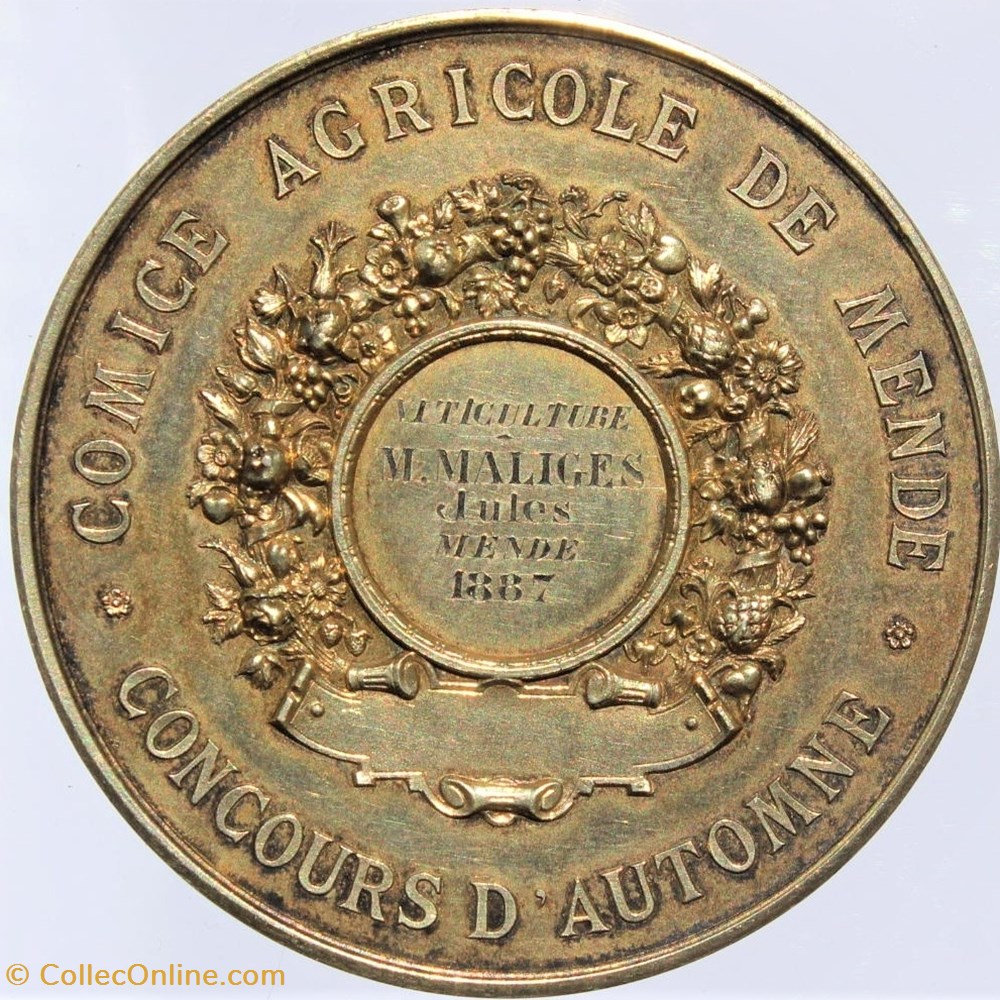 COMICE AGRICOLE DE MENDE
VITICULTURE
À
M. MALIGES
Jules
MENDE
1887
CONCOURS D'AUTOMNE
© CollecOnline.com